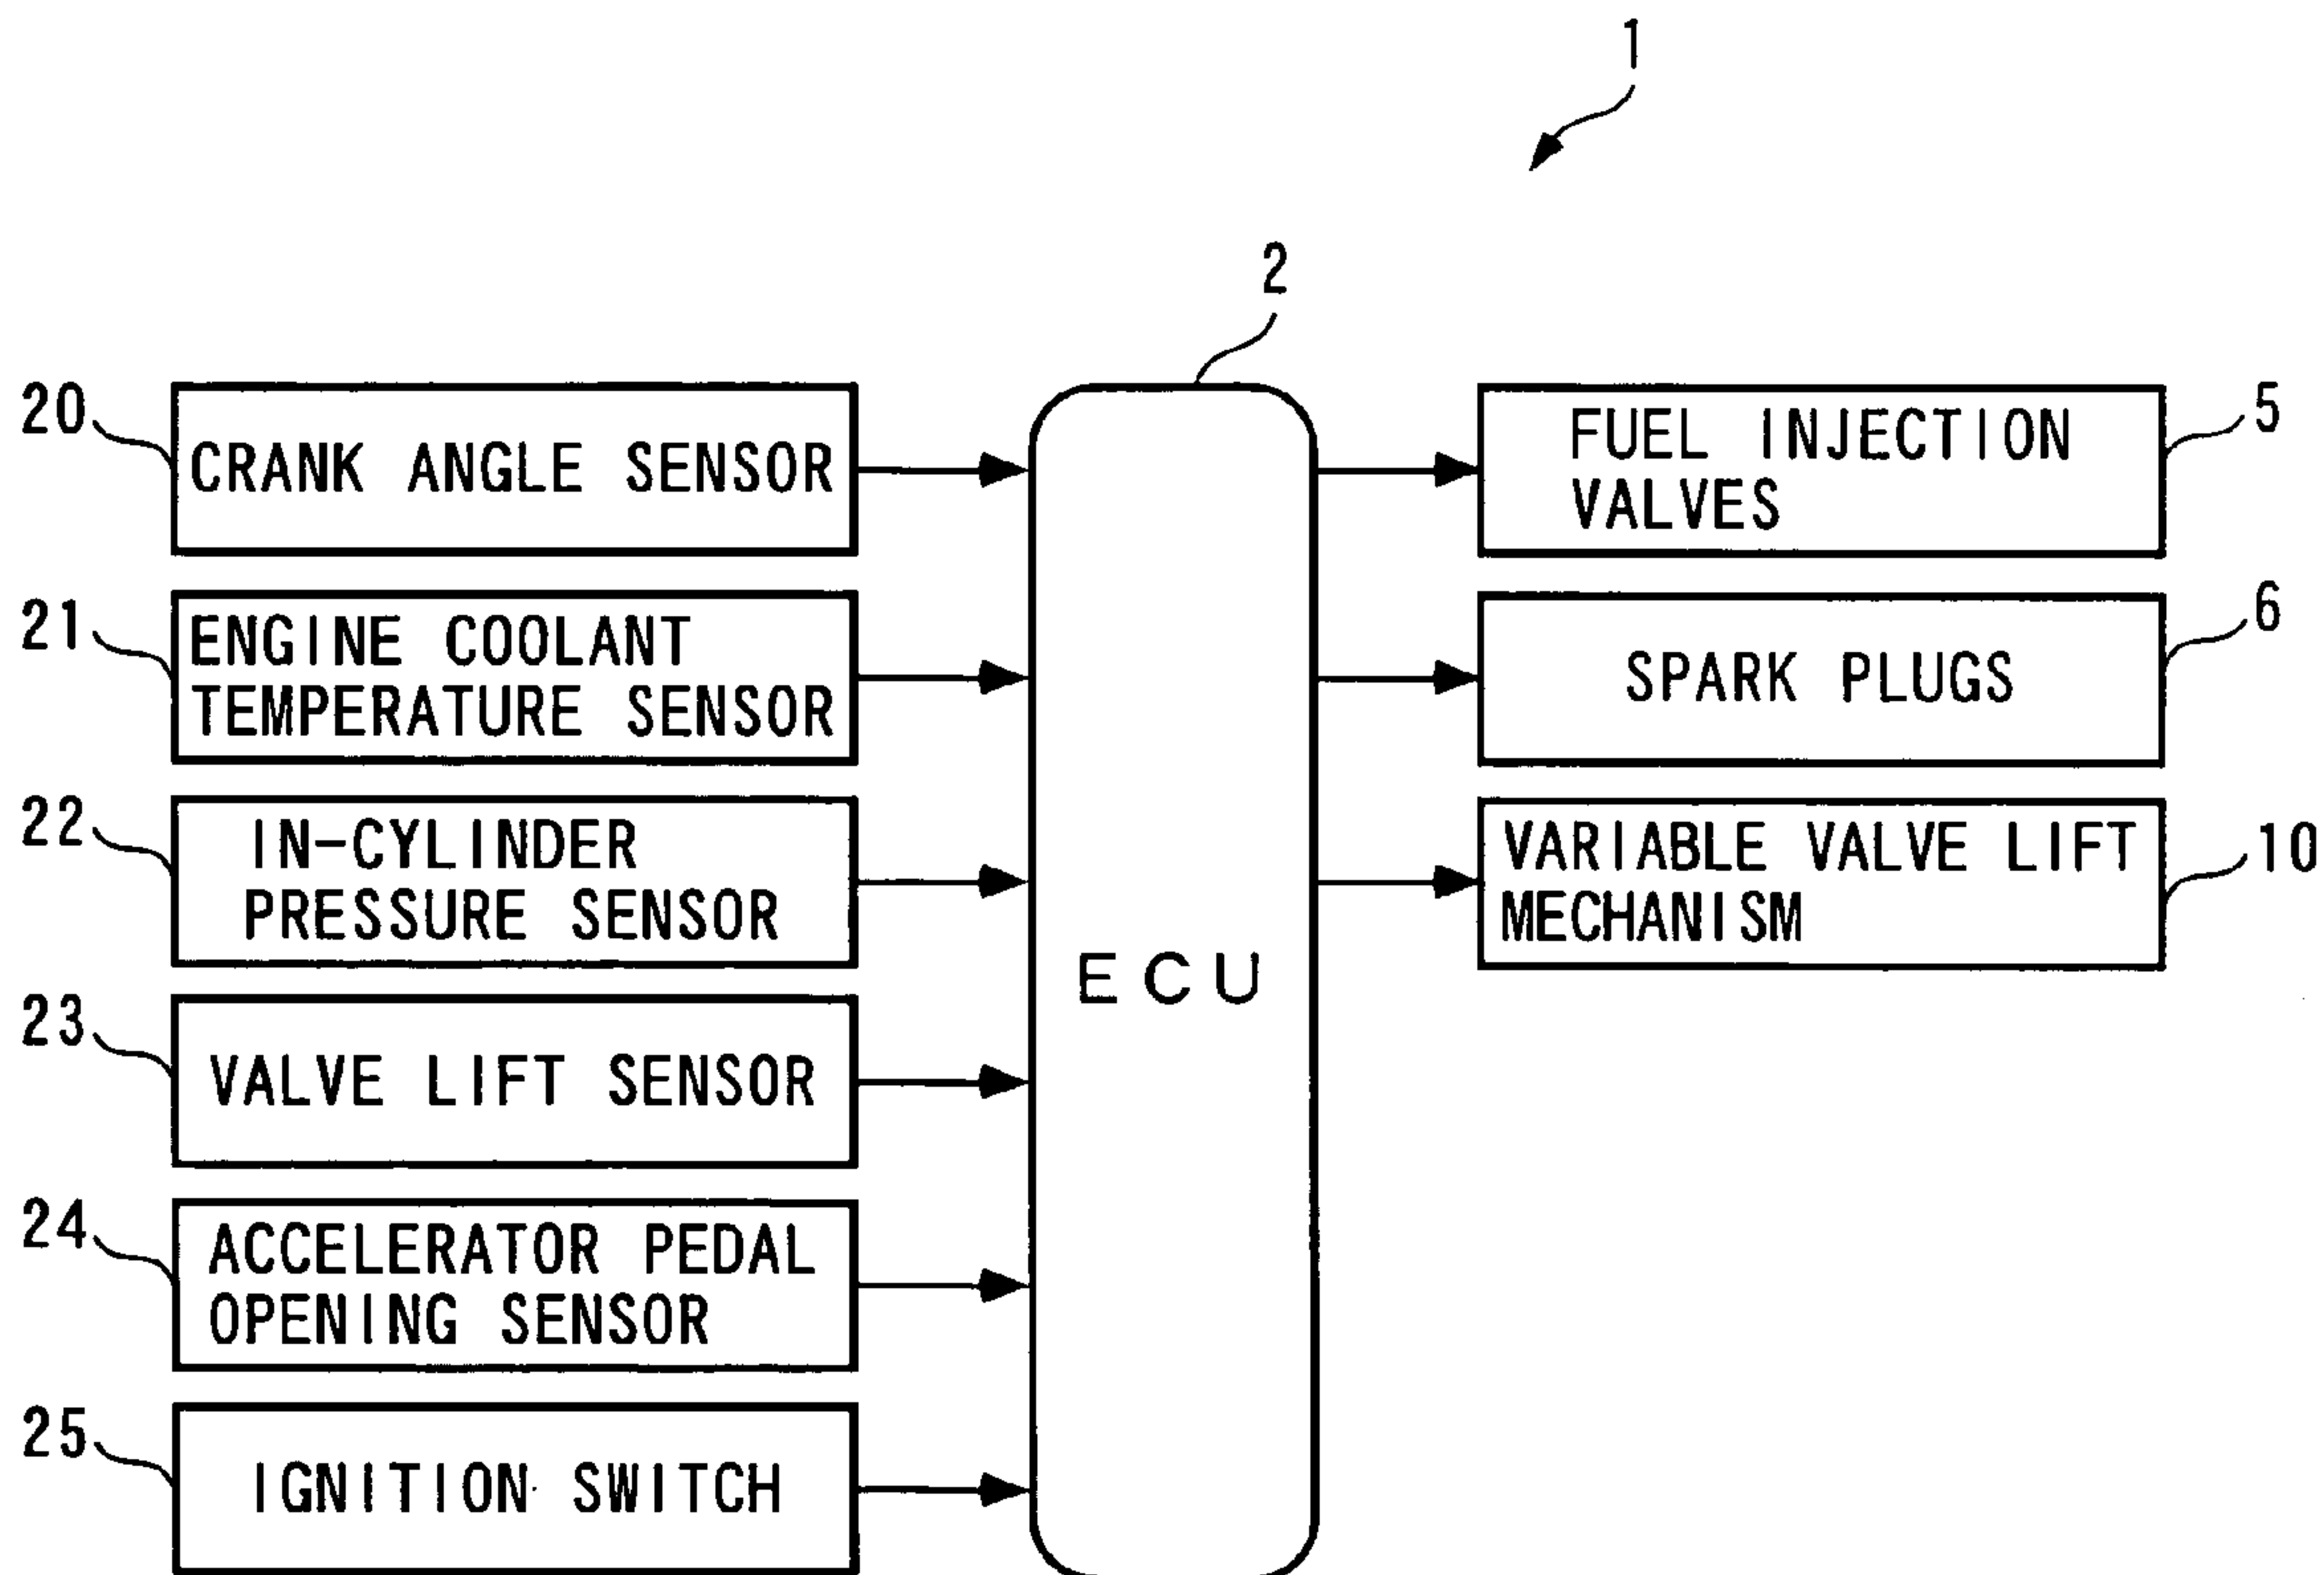 1
2
20
CRANK ANGLE SENSOR
21
ENGINE COOLANT
TEMPERATURE SENSOR
22
IN-CYLINDER
PRESSURE SENSOR
23
VALVE LIFT SENSOR
24
ACCELERATOR PEDAL
OPENING SENSOR
25
IGNITION SWITCH
ECU
FUEL INJECTION
VALVES
5
SPARK PLUGS
6
VARIABLE VALVE LIFT
MECHANISM
10